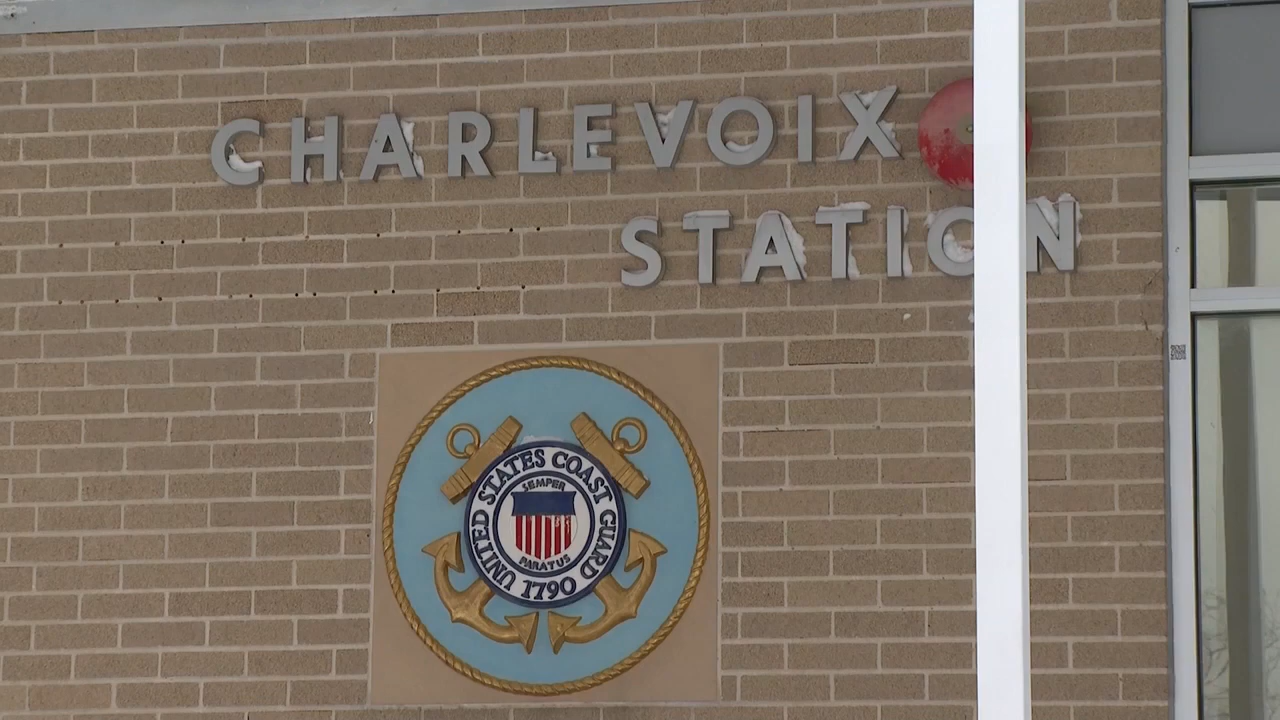 CHARLEVOIX
STATION
UNITED STATES COAST GUARD
SEMPER
PARATUS
1790